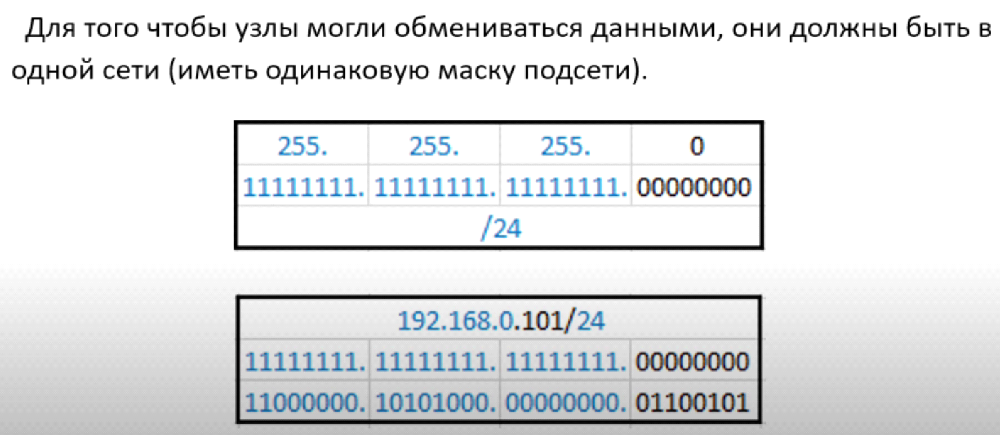 Для того чтобы узлы могли обмениваться данными, они должны быть в
одной сети (иметь одинаковую маску подсети).
255. 255. 255. 0
11111111. 11111111. 11111111. 00000000
/24
192.168.0.101/24
11111111. 11111111. 11111111. 00000000
11000000. 10101000. 00000000. 01100101